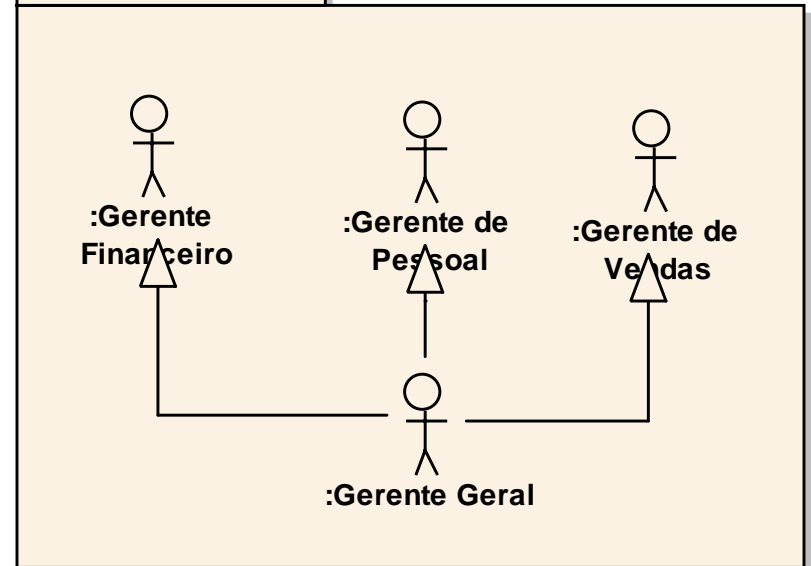 :Gerente
Financeiro
:Gerente de
Pessoal
:Gerente de
Vendas
:Gerente Geral